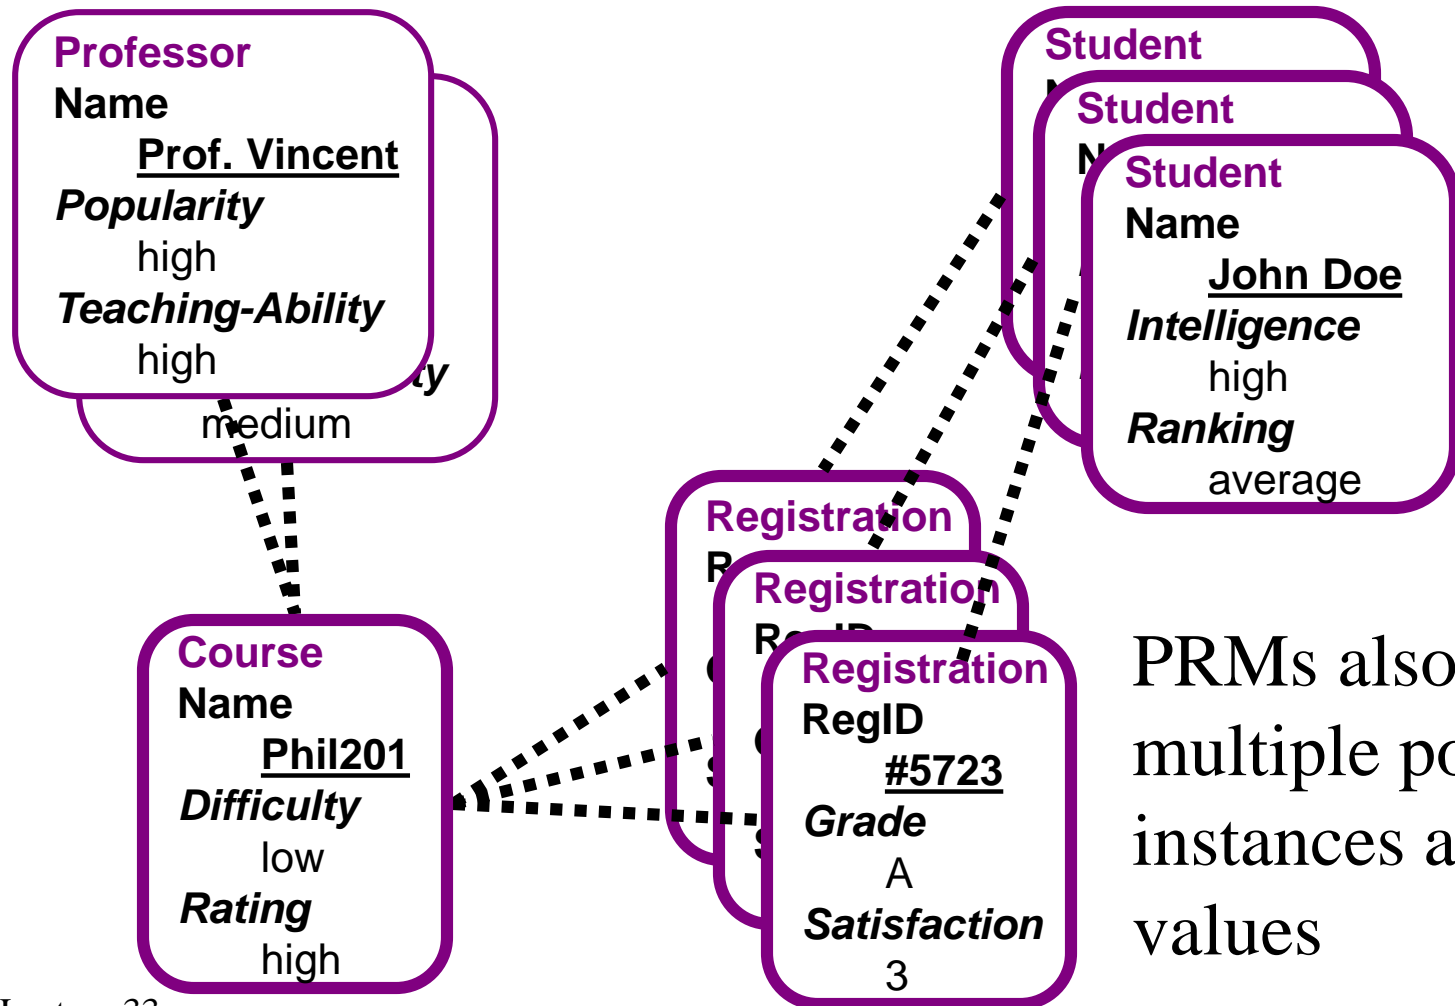 Professor
Name
Prof. Vincent
Popularity
high
Teaching-Ability
high
ty
medium
Course
Name
Phil201
Difficulty
low
Rating
high
Registration
Registration
Registration
RegID
#5723
Grade
A
Satisfaction
3
Student
Student
Student
Name
John Doe
Intelligence
high
Ranking
average
PRMs also
multiple po
instances a
values